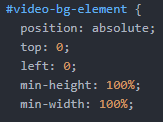 #video-bg-element {
position: absolute;
top: 0;
left: 0;
min-height: 100%;
min-width: 100%;